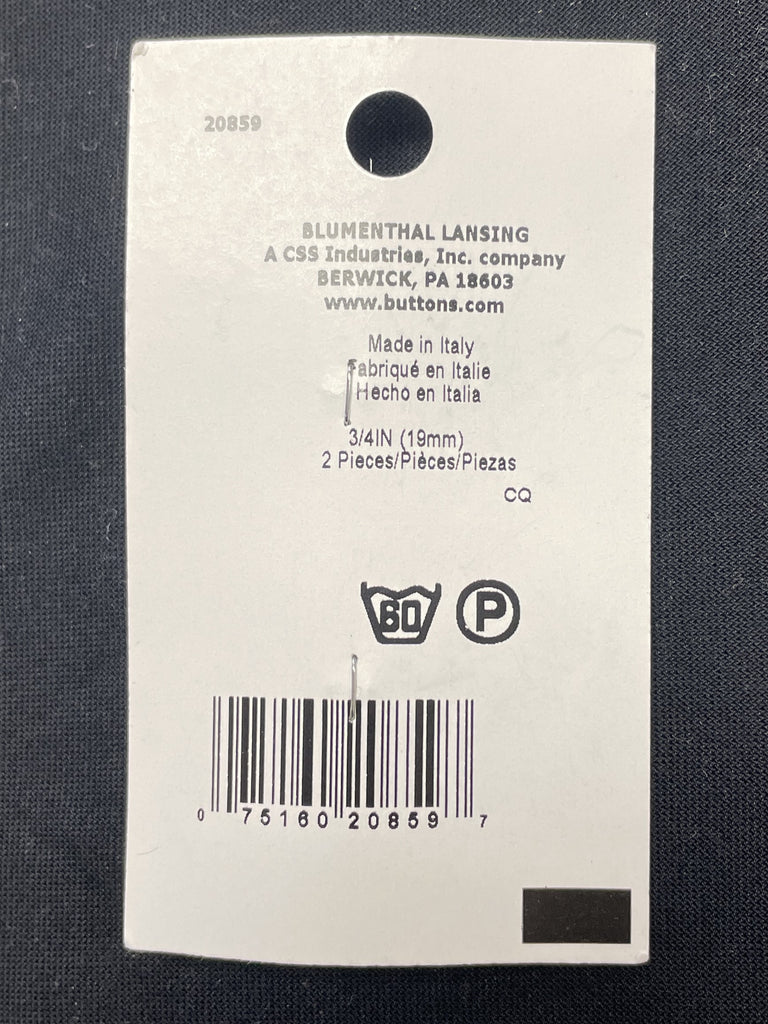 20859
BLUMENTHAL LANSING
A CSS Industries, Inc. company
BERWICK, PA 18603
www.buttons.com
Made in Italy
Fabriqué en Italie
Hecho en Italia
3/4IN (19mm)
2 Pieces/Pièces/Piezas
CQ
60 P
0 75160 20859 7